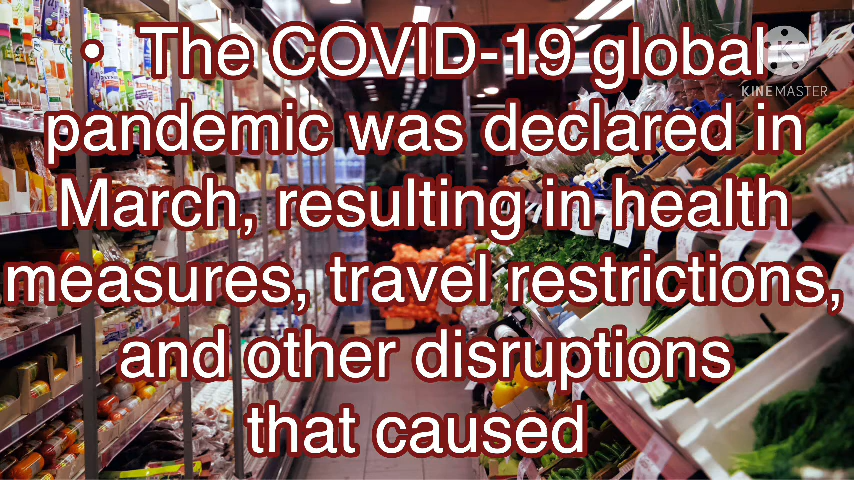 • The COVID-19 global
pandemic was declared in
March, resulting in health
measures, travel restrictions,
and other disruptions
that caused
K
KINEMASTER